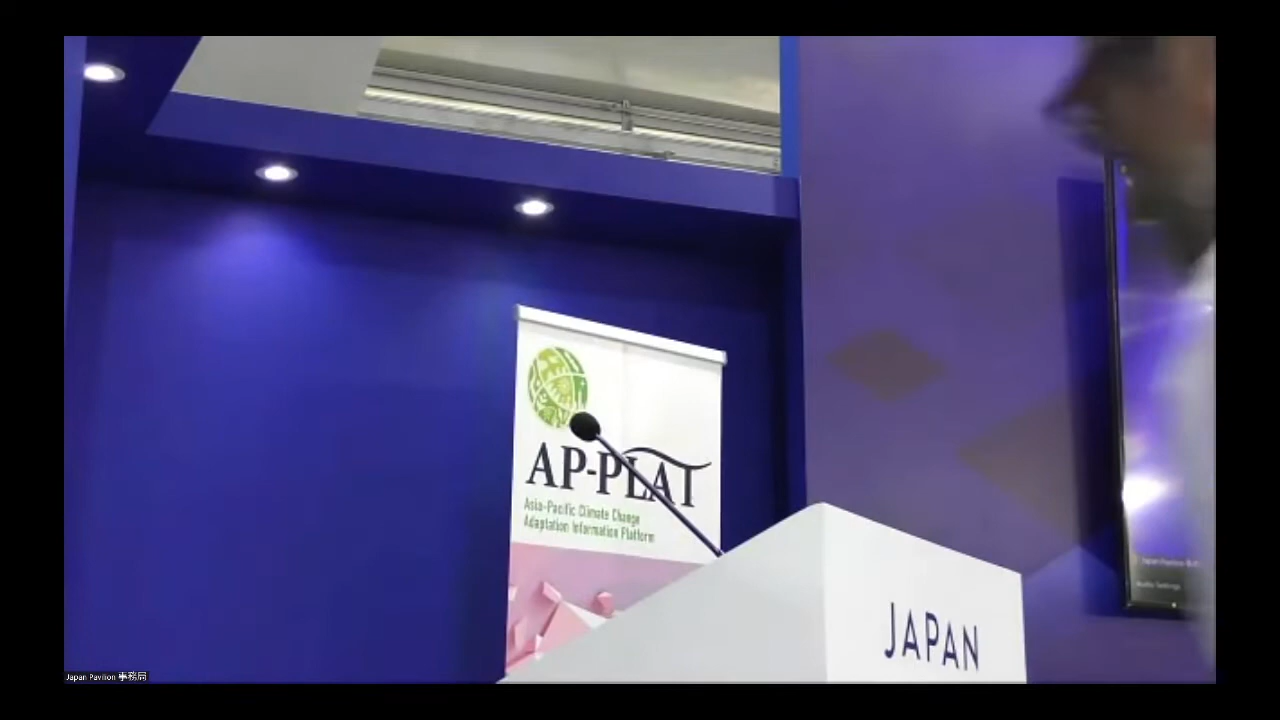 AP-PLAT
Asia-Pacific Climate Change
Adaptation Information Platform
JAPAN
Japan Pavilion 事務局